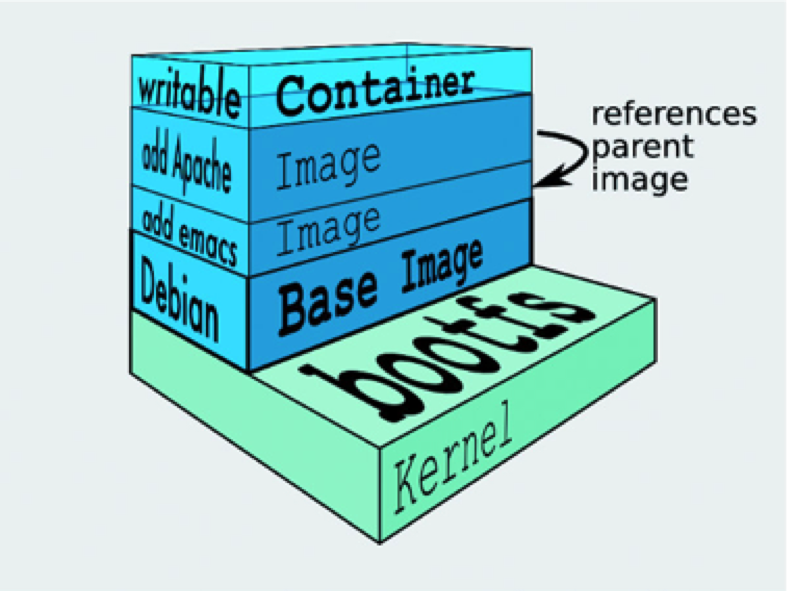 writable Container
add Apache Image
add emacs Image
Debian Base Image
references
parent
image
bootfs
Kernel